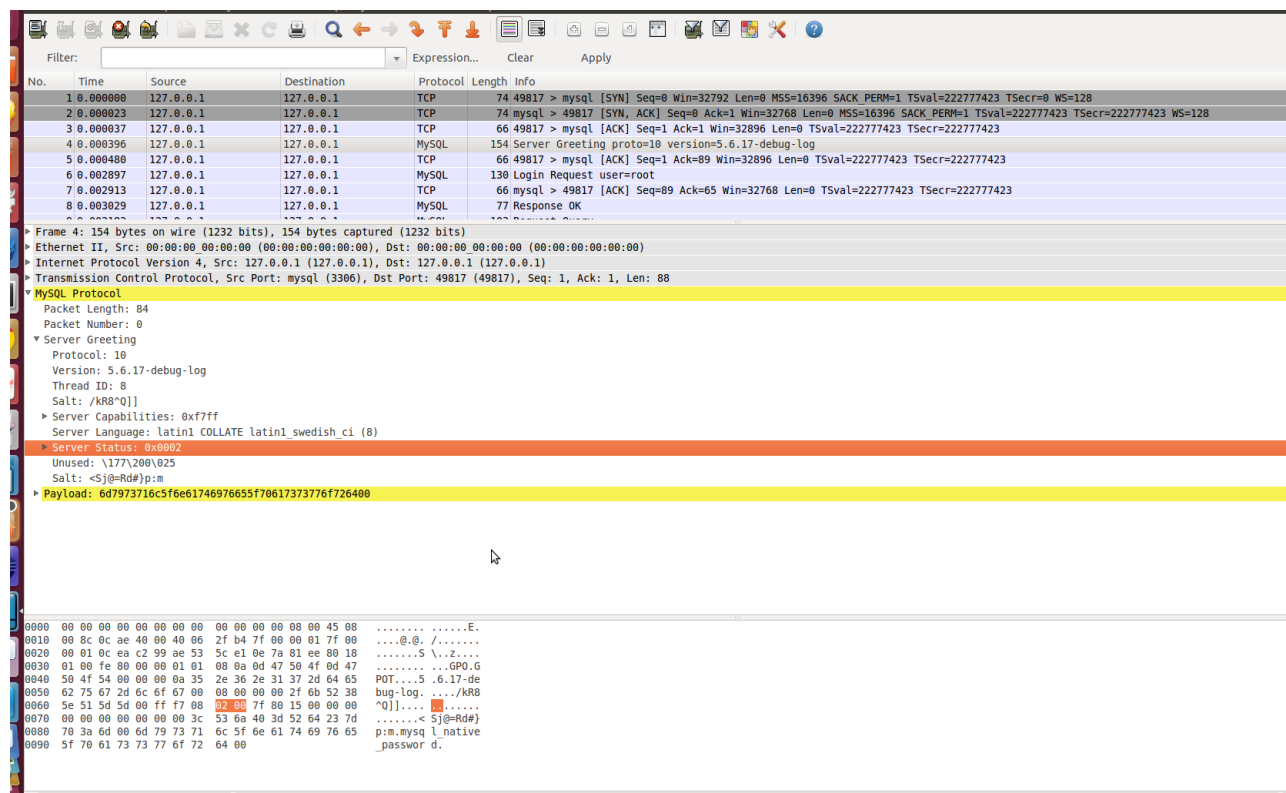 Filter: Expression... Clear Apply
No. Time Source Destination Protocol Length Info
1 0.000000 127.0.0.1 127.0.0.1 TCP 74 49817 > mysql [SYN] Seq=0 Win=32792 Len=0 MSS=16396 SACK_PERM=1 TSval=222777423 TSecr=0 WS=128
2 0.000023 127.0.0.1 127.0.0.1 TCP 74 mysql > 49817 [SYN, ACK] Seq=0 Ack=1 Win=32768 Len=0 MSS=16396 SACK_PERM=1 TSval=222777423 TSecr=222777423 WS=128
3 0.000037 127.0.0.1 127.0.0.1 TCP 66 49817 > mysql [ACK] Seq=1 Ack=1 Win=32896 Len=0 TSval=222777423 TSecr=222777423
4 0.000396 127.0.0.1 127.0.0.1 MySQL 154 Server Greeting proto=10 version=5.6.17-debug-log
5 0.000480 127.0.0.1 127.0.0.1 TCP 66 49817 > mysql [ACK] Seq=1 Ack=89 Win=32896 Len=0 TSval=222777423 TSecr=222777423
6 0.002897 127.0.0.1 127.0.0.1 MySQL 130 Login Request user=root
7 0.002913 127.0.0.1 127.0.0.1 TCP 66 mysql > 49817 [ACK] Seq=89 Ack=65 Win=32768 Len=0 TSval=222777423 TSecr=222777423
8 0.003029 127.0.0.1 127.0.0.1 MySQL 77 Response OK
Frame 4: 154 bytes on wire (1232 bits), 154 bytes captured (1232 bits)
Ethernet II, Src: 00:00:00_00:00:00 (00:00:00:00:00:00), Dst: 00:00:00_00:00:00 (00:00:00:00:00:00)
Internet Protocol Version 4, Src: 127.0.0.1 (127.0.0.1), Dst: 127.0.0.1 (127.0.0.1)
Transmission Control Protocol, Src Port: mysql (3306), Dst Port: 49817 (49817), Seq: 1, Ack: 1, Len: 88
MySQL Protocol
Packet Length: 84
Packet Number: 0
Server Greeting
Protocol: 10
Version: 5.6.17-debug-log
Thread ID: 8
Salt: /kR8^Q]]
Server Capabilities: 0xf7ff
Server Language: latin1 COLLATE latin1_swedish_ci (8)
Server Status: 0x0002
Unused: \177\200\025
Salt: <Sj@=Rd#}p:m
Payload: 6d7973716c5f6e61746976655f70617373776f726400
0000 00 00 00 00 00 00 00 00 00 00 00 00 08 00 45 08 ........ ......E.
0010 00 8c 0c ae 40 00 40 06 2f b4 7f 00 00 01 7f 00 ....@.@. /.......
0020 00 01 0c ea c2 99 ae 53 5c e1 0e 7a 81 ee 80 18 .......S \..z....
0030 01 00 fe 80 00 00 01 01 08 0a 0d 47 50 4f 0d 47 ........ ...GPO.G
0040 50 4f 54 00 00 00 0a 35 2e 36 2e 31 37 2d 64 65 POT....5 .6.17-de
0050 62 75 67 2d 6c 6f 67 00 08 00 00 00 2f 6b 52 38 bug-log. ..../kR8
0060 5e 51 5d 5d 00 ff f7 08 02 00 7f 80 15 00 00 00 ^Q]].... ........
0070 00 00 00 00 00 00 00 3c 53 6a 40 3d 52 64 23 7d .......< Sj@=Rd#}
0080 70 3a 6d 00 6d 79 73 71 6c 5f 6e 61 74 69 76 65 p:m.mysq l_native
0090 5f 70 61 73 73 77 6f 72 64 00 _passwor d.